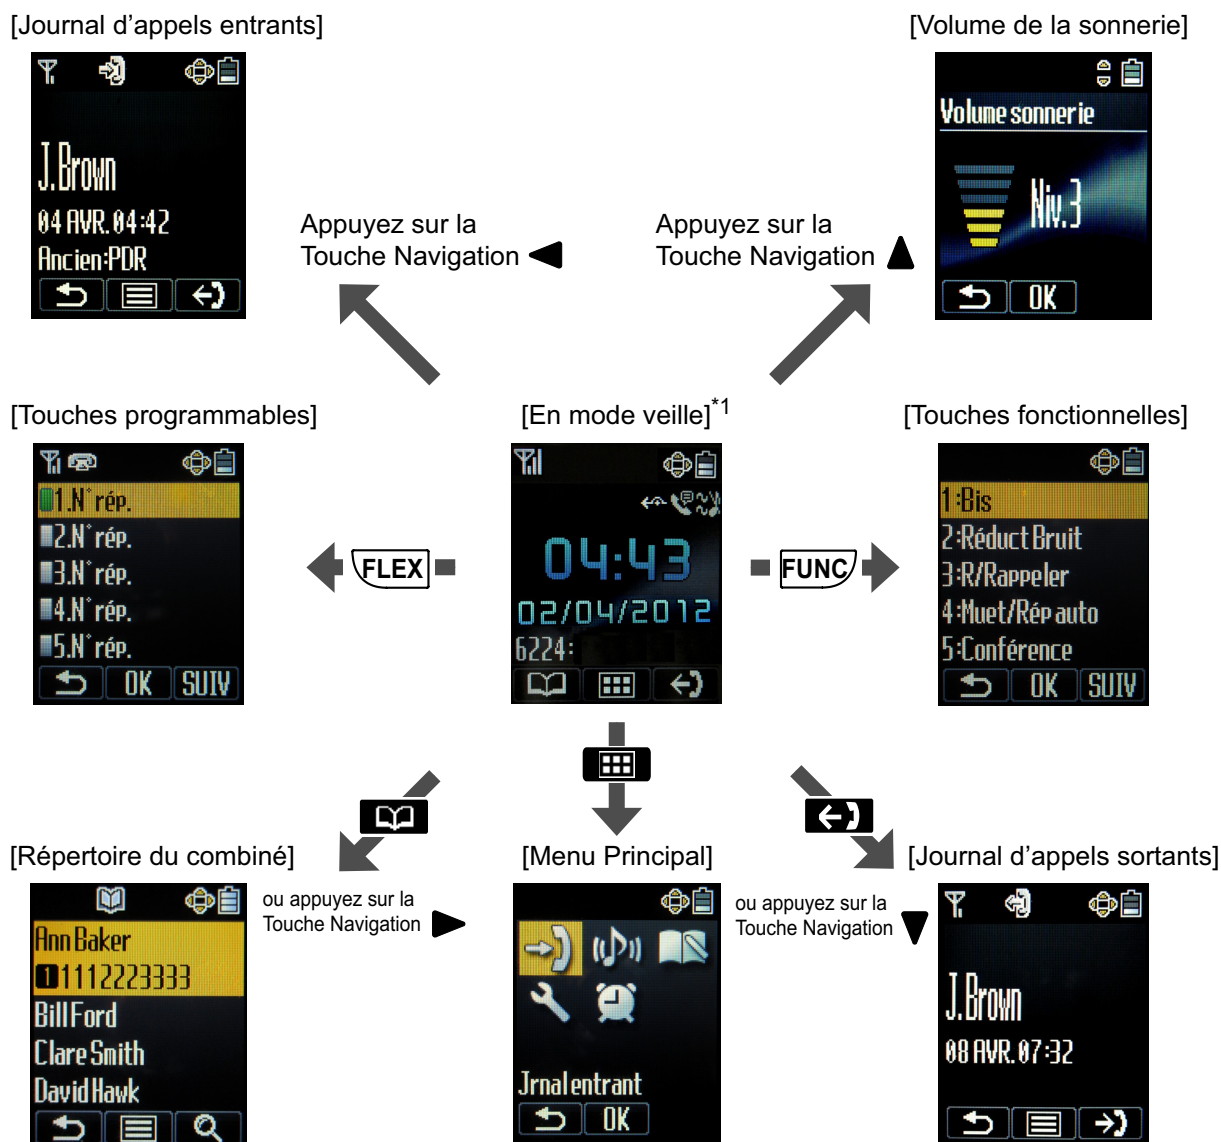 [Journal d’appels entrants]
J.Brown
04 AVR. 04:42
Ancien:PDR
Appuyez sur la
Touche Navigation
[Volume de la sonnerie]
Volume sonnerie
Niv.3
OK
Appuyez sur la
Touche Navigation
[Touches programmables]
1.N° rép.
2.N° rép.
3.N° rép.
4.N° rép.
5.N° rép.
OK SUIV
FLEX
[En mode veille]*1
04:43
02/04/2012
6224:
FUNC
[Touches fonctionnelles]
1:Bis
2:Réduct Bruit
3:R/Rappeler
4:Muet/Rép auto
5:Conférence
OK SUIV
[Répertoire du combiné]
Ann Baker
1 1112223333
Bill Ford
Clare Smith
David Hawk
ou appuyez sur la
Touche Navigation
[Menu Principal]
Jrnal entrant
OK
ou appuyez sur la
Touche Navigation
[Journal d’appels sortants]
J.Brown
08 AVR. 07:32